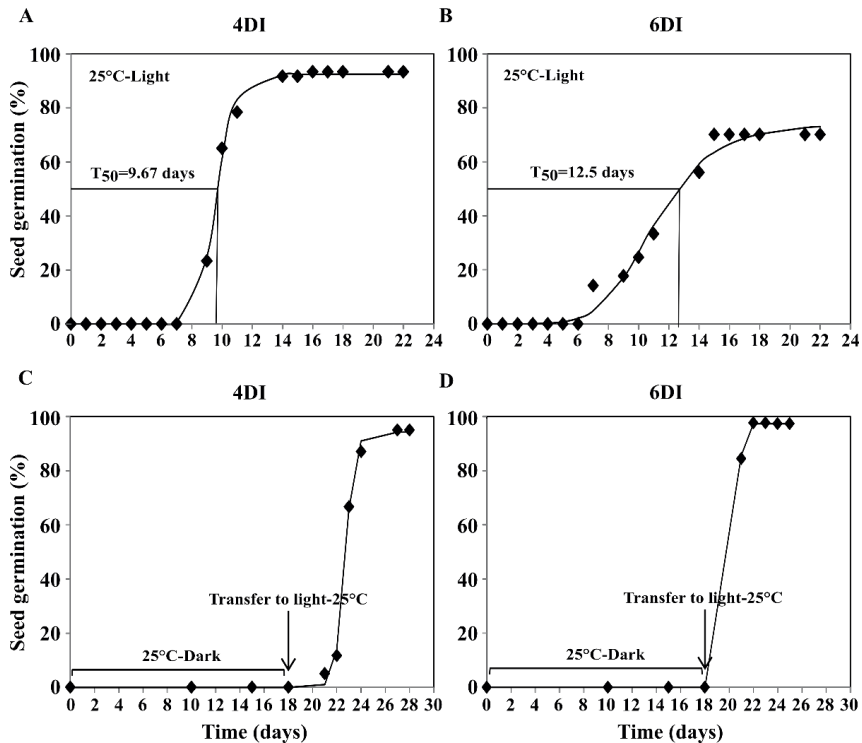 A
4DI
B
6DI
Seed germination (%)
100
80
60
40
20
0
25°C-Light
T50=9.67 days
0 2 4 6 8 10 12 14 16 18 20 22 24
100
80
60
40
20
0
25°C-Light
T50=12.5 days
0 2 4 6 8 10 12 14 16 18 20 22 24
C
4DI
D
6DI
Seed germination (%)
100
80
60
40
20
0
Transfer to light-25°C
25°C-Dark
0 2 4 6 8 10 12 14 16 18 20 22 24 26 28 30
Time (days)
100
80
60
40
20
0
Transfer to light-25°C
25°C-Dark
0 2 4 6 8 10 12 14 16 18 20 22 24 26 28 30
Time (days)